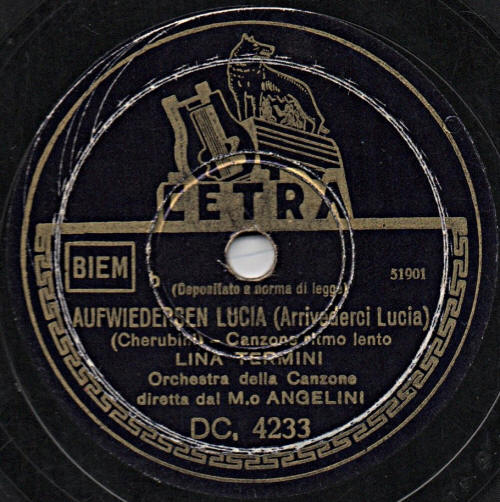 CETRA
BIEM
(Depositato a norma di legge)
51901
AUFWIEDERSEN LUCIA (Arrivederci Lucia)
(Cherubini) - Canzone ritmo lento
LINA TERMINI
Orchestra della Canzone
diretta dal M.o ANGELINI
DC. 4233